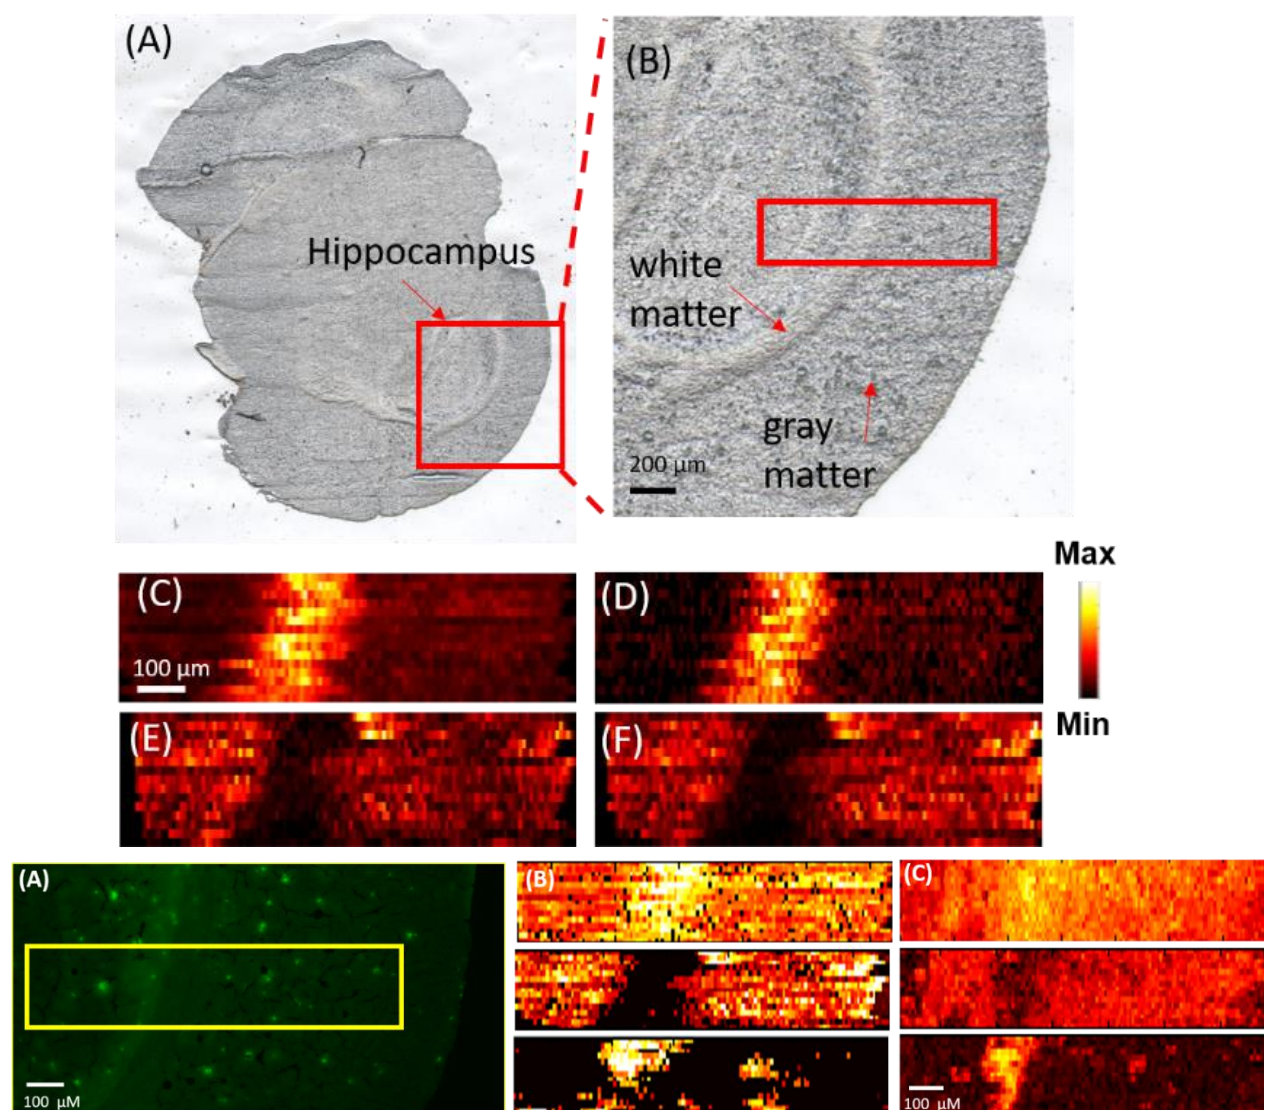 (A)
(B)
Hippocampus
white
matter
gray
matter
200 μm
(C)
(D)
Max
100 μm
(E)
(F)
Min
(A)
(B)
(C)
100 μM
100 μM